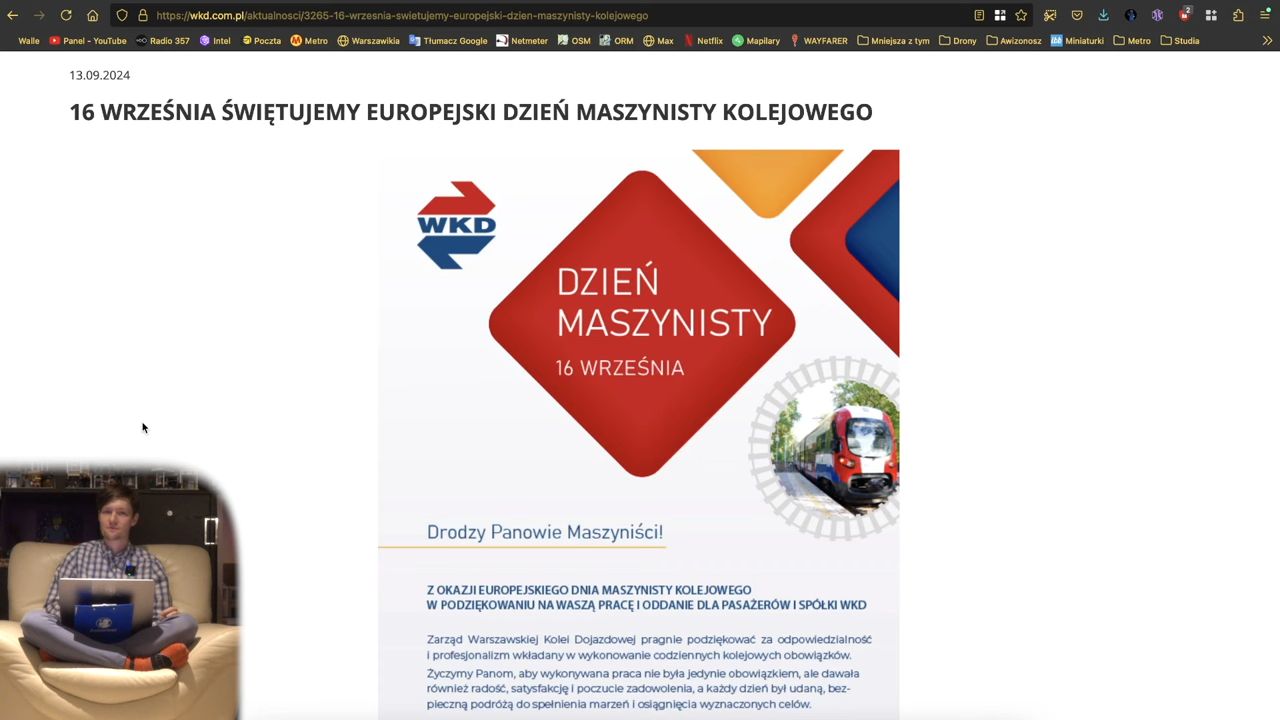 https://wkd.com.pl/aktualnosci/3265-16-wrzesnia-swietujemy-europejski-dzien-maszynisty-kolejowego
2
Walle Panel - YouTube Radio 357 Intel Poczta Metro Warszawikia Tłumacz Google Netmeter OSM ORM Max Netflix Mapilary WAYFARER Mniejsza z tym Drony Awizonosz Miniaturki Metro Studia
13.09.2024
16 WRZEŚNIA ŚWIĘTUJEMY EUROPEJSKI DZIEŃ MASZYNISTY KOLEJOWEGO
WKD
DZIEŃ
MASZYNISTY
16 WRZEŚNIA
Drodzy Panowie Maszyniści!
Z OKAZJI EUROPEJSKIEGO DNIA MASZYNISTY KOLEJOWEGO
W PODZIĘKOWANIU NA WASZĄ PRACĘ I ODDANIE DLA PASAŻERÓW I SPÓŁKI WKD
Zarząd Warszawskiej Kolei Dojazdowej pragnie podziękować za odpowiedzialność
i profesjonalizm wkładany w wykonowanie codziennych kolejowych obowiązków.
Życzymy Panom, aby wykonywana praca nie była jedynie obowiązkiem, ale dawała
również radość, satysfakcję i poczucie zadowolenia, a każdy dzień był udaną, bez-
pieczną podróżą do spełnienia marzeń i osiągnięcia wyznaczonych celów.